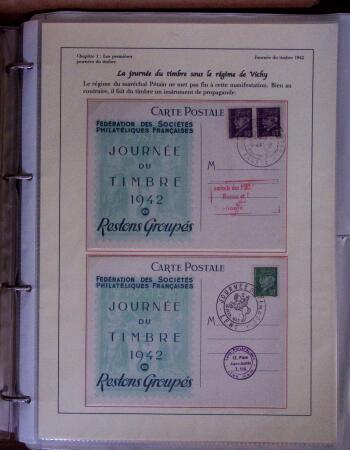 Chapitre 1 : Les premières
journées du timbre
Journée du timbre 1942
La journée du timbre sous le régime de Vichy
Le régime du maréchal Pétain ne met pas fin à cette manifestation. Bien au
contraire, il fait du timbre un instrument de propagande.
CARTE POSTALE
FÉDÉRATION DES SOCIÉTÉS
PHILATÉLIQUES FRANÇAISES
JOURNÉE
DU
TIMBRE
1942
Restons Groupés
M
CARTE POSTALE
FÉDÉRATION DES SOCIÉTÉS
PHILATÉLIQUES FRANÇAISES
JOURNÉE
DU
TIMBRE
1942
Restons Groupés
M
JOURNÉE